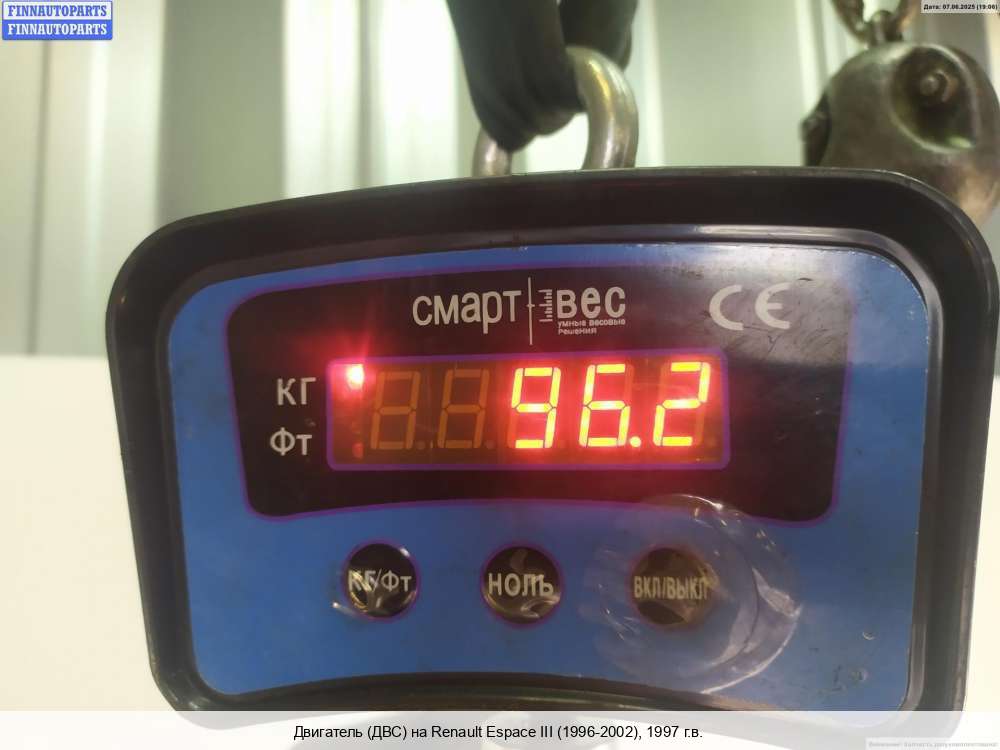 FINNAUTOPARTS
FINNAUTOPARTS
Дата: 07.06.2025 (19:06)
смарт вес
умные весовые
решения
CE
КГ
Фт
96.2
КГ/Фт
НОЛЬ
ВКЛ/ВЫКЛ
Двигатель (ДВС) на Renault Espace III (1996-2002), 1997 г.в.